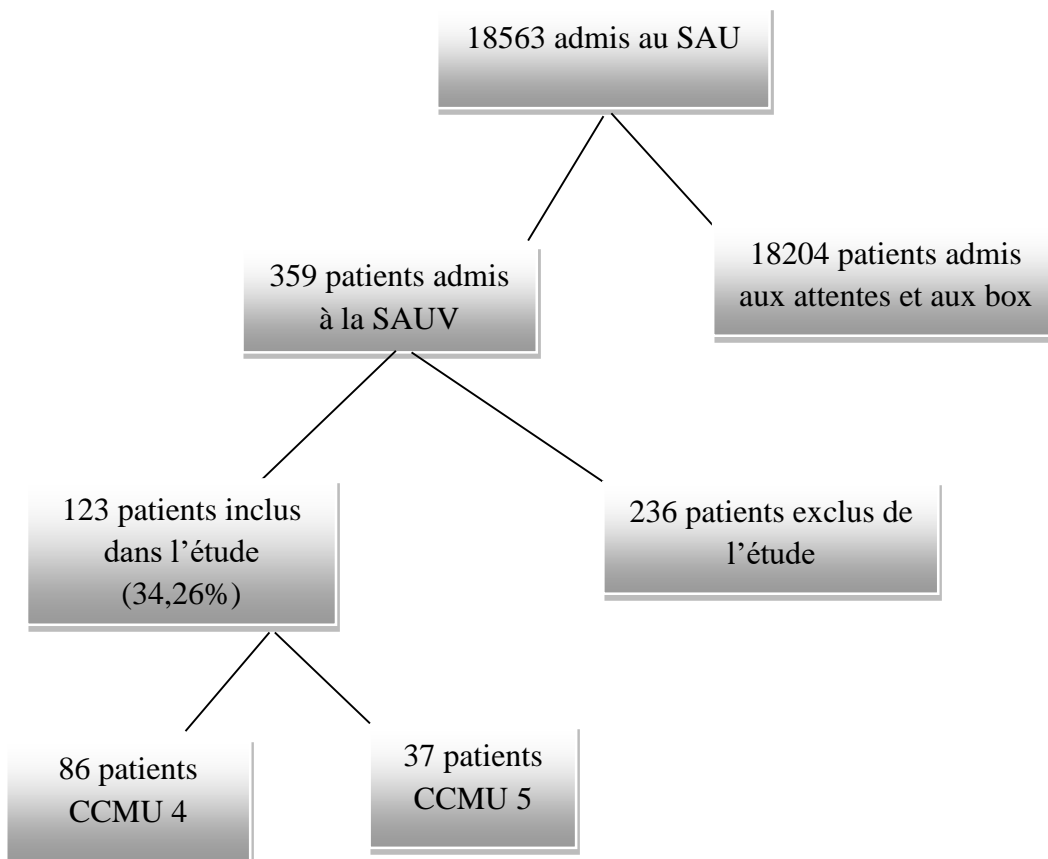 18563 admis au SAU
359 patients admis
à la SAUV
18204 patients admis
aux attentes et aux box
123 patients inclus
dans l’étude
(34,26%)
236 patients exclus de
l’étude
86 patients
CCMU 4
37 patients
CCMU 5